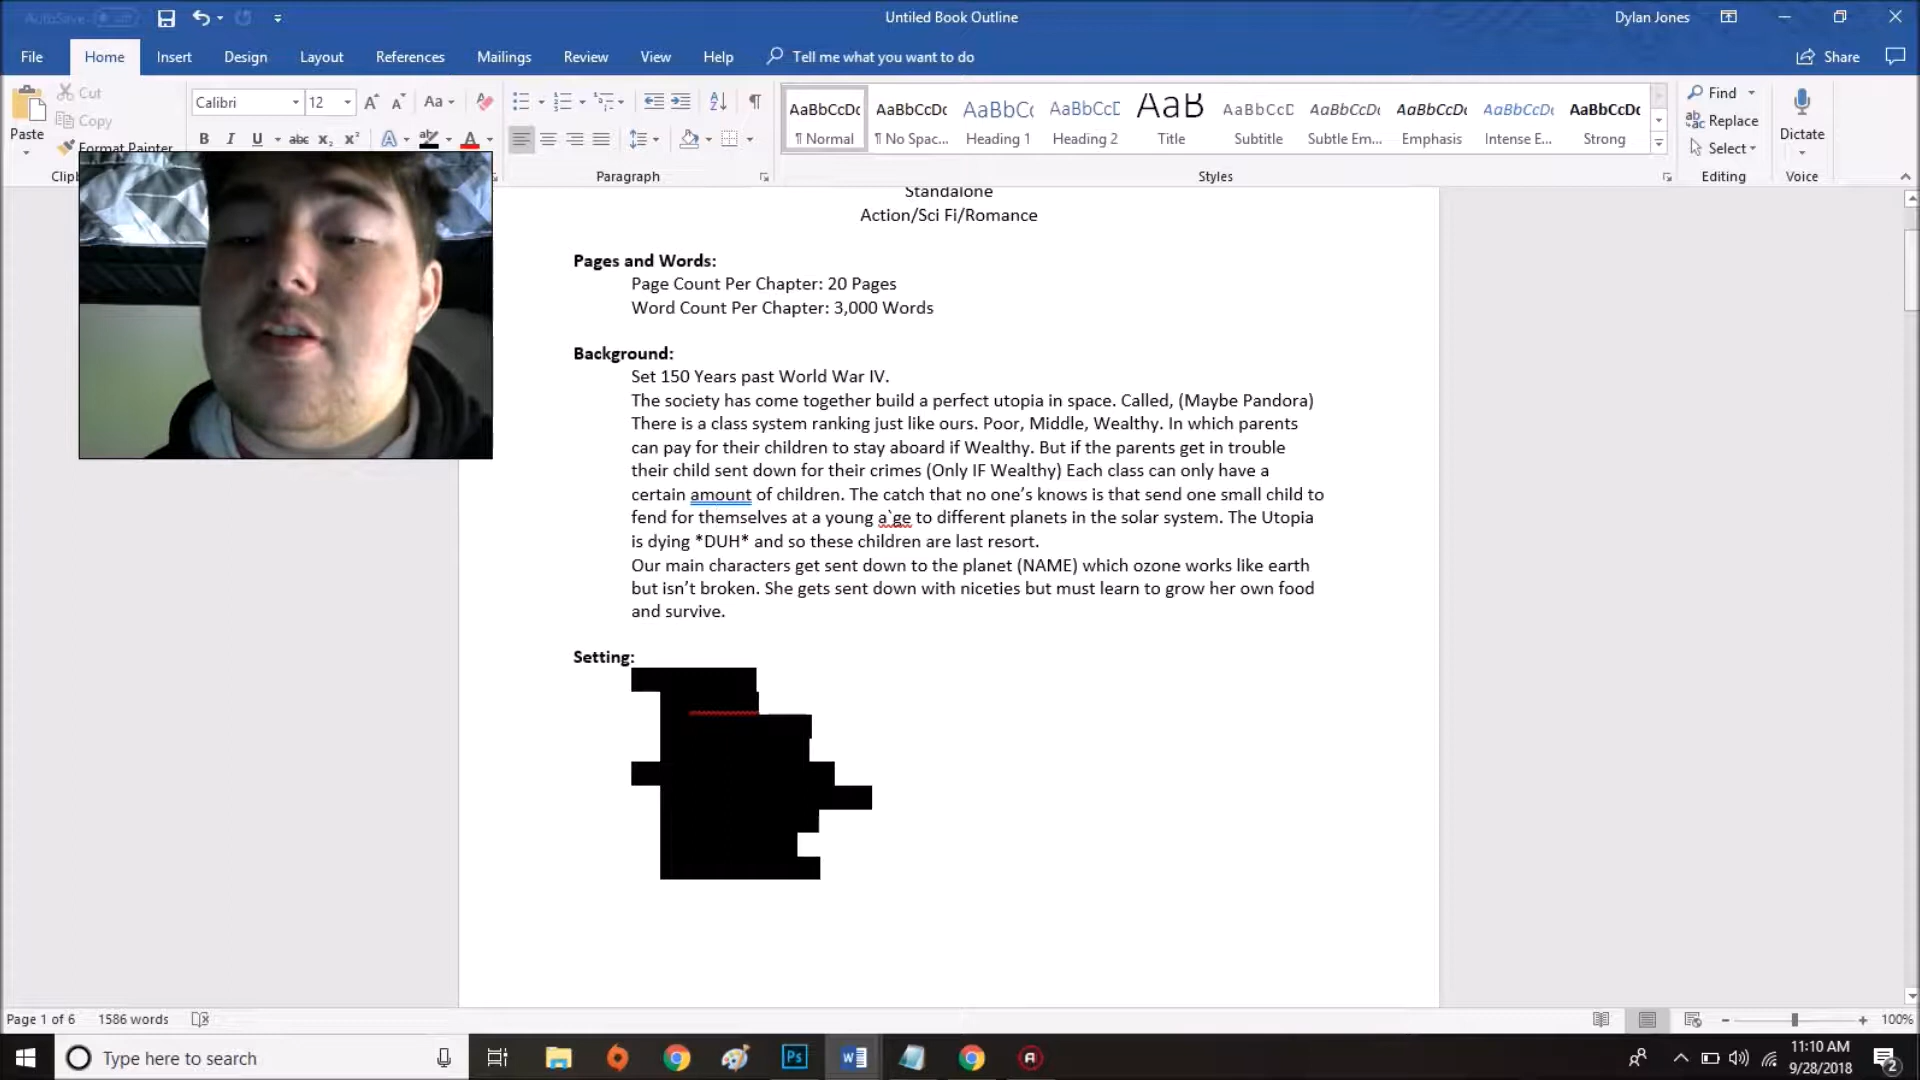 AutoSave Off
Untiled Book Outline
Dylan Jones
File Home Insert Design Layout References Mailings Review View Help Tell me what you want to do
Share
Paste
Cut
Copy
Format Painter
Calibri 12
Clipb
Paragraph
AaBbCcDc AaBbCcDc AaBbC( AaBbCcD AaB AaBbCcD AaBbCcDc AaBbCcDc AaBbCcDc AaBbCcDc
¶ Normal ¶ No Spac... Heading 1 Heading 2 Title Subtitle Subtle Em... Emphasis Intense E... Strong
Styles
Find
Replace
Select
Editing
Dictate
Voice
Standalone
Action/Sci Fi/Romance
Pages and Words:
Page Count Per Chapter: 20 Pages
Word Count Per Chapter: 3,000 Words
Background:
Set 150 Years past World War IV.
The society has come together build a perfect utopia in space. Called, (Maybe Pandora)
There is a class system ranking just like ours. Poor, Middle, Wealthy. In which parents
can pay for their children to stay aboard if Wealthy. But if the parents get in trouble
their child sent down for their crimes (Only IF Wealthy) Each class can only have a
certain amount of children. The catch that no one’s knows is that send one small child to
fend for themselves at a young a`ge to different planets in the solar system. The Utopia
is dying *DUH* and so these children are last resort.
Our main characters get sent down to the planet (NAME) which ozone works like earth
but isn’t broken. She gets sent down with niceties but must learn to grow her own food
and survive.
Setting:
Page 1 of 6 1586 words
100%
Type here to search
11:10 AM
9/28/2018
2